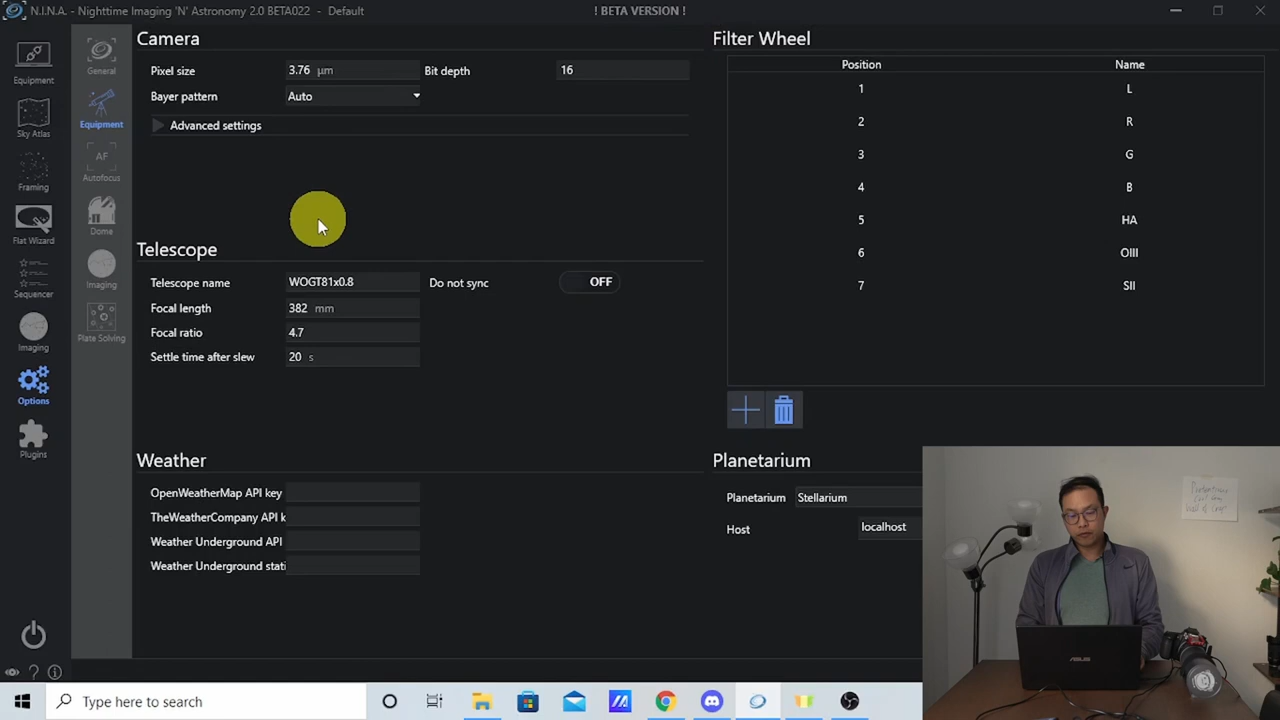 N.I.N.A. - Nighttime Imaging 'N' Astronomy 2.0 BETA022 - Default
! BETA VERSION !
Equipment
Sky Atlas
Framing
Flat Wizard
Sequencer
Imaging
Options
Plugins
General
Equipment
AF
Autofocus
Dome
Imaging
Plate Solving
Camera
Pixel size 3.76 µm Bit depth 16
Bayer pattern Auto
Advanced settings
Telescope
Telescope name WOGT81x0.8 Do not sync OFF
Focal length 382 mm
Focal ratio 4.7
Settle time after slew 20 s
Weather
OpenWeatherMap API key
TheWeatherCompany API k
Weather Underground API
Weather Underground stati
Filter Wheel
Position Name
1 L
2 R
3 G
4 B
5 HA
6 OIII
7 SII
Planetarium
Planetarium Stellarium
Host localhost
ASUS
Type here to search